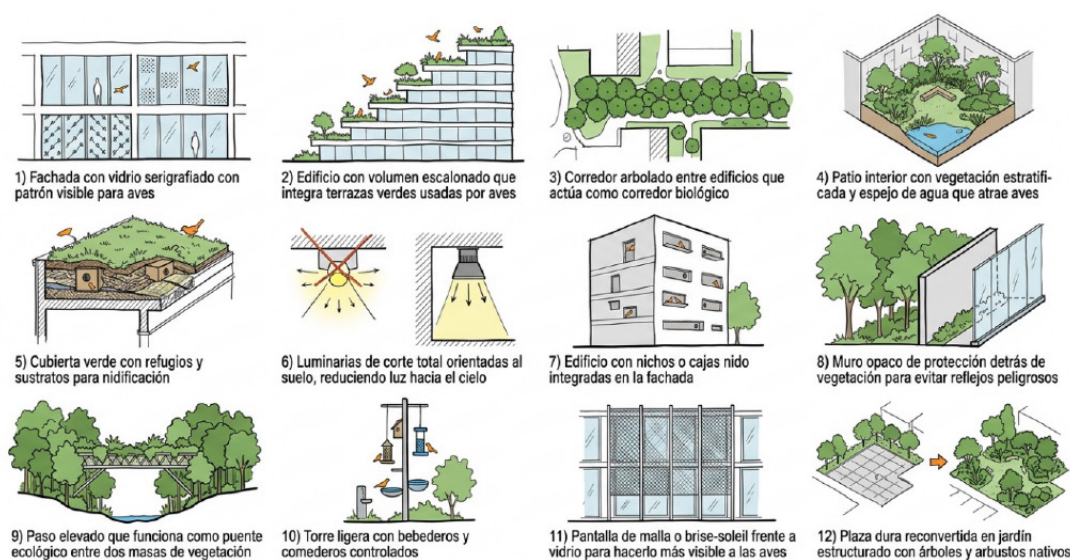 1) Fachada con vidrio serigrafiado con
patrón visible para aves
2) Edificio con volumen escalonado que
integra terrazas verdes usadas por aves
3) Corredor arbolado entre edificios que
actúa como corredor biológico
4) Patio interior con vegetación estratifi-
cada y espejo de agua que atrae aves
5) Cubierta verde con refugios y
sustratos para nidificación
6) Luminarias de corte total orientadas al
suelo, reduciendo luz hacia el cielo
7) Edificio con nichos o cajas nido
integradas en la fachada
8) Muro opaco de protección detrás de
vegetación para evitar reflejos peligrosos
9) Paso elevado que funciona como puente
ecológico entre dos masas de vegetación
10) Torre ligera con bebederos y
comederos controlados
11) Pantalla de malla o brise-soleil frente a
vidrio para hacerlo más visible a las aves
12) Plaza dura reconvertida en jardín
estructurado con árboles y arbustos nativos